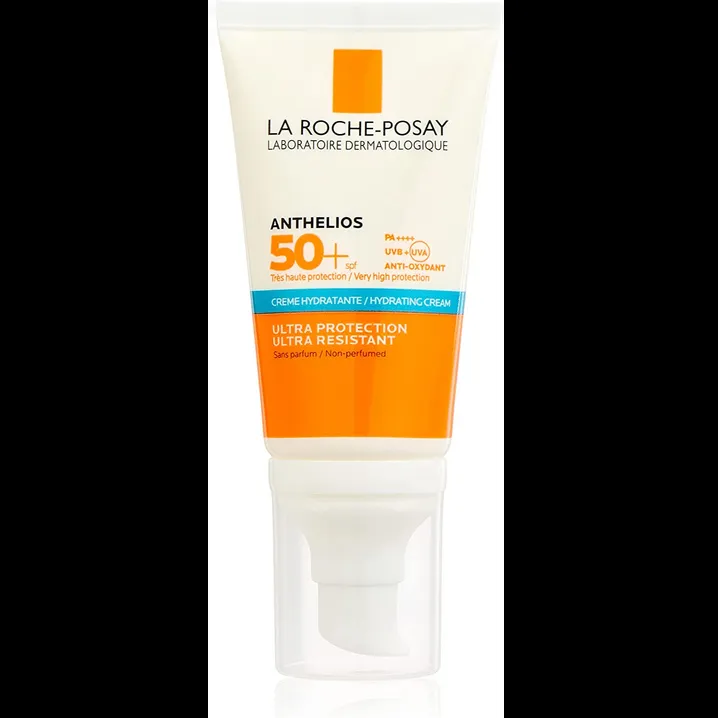 LA ROCHE-POSAY
LABORATOIRE DERMATOLOGIQUE
ANTHELIOS
50+ spf
PA ++++
UVB + UVA
ANTI-OXYDANT
Très haute protection / Very high protection
CREME HYDRATANTE / HYDRATING CREAM
ULTRA PROTECTION
ULTRA RESISTANT
Sans parfum / Non-perfumed